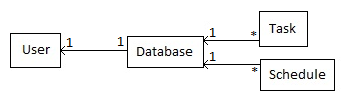 1 * Task
User 1 1 Database
1 * Schedule